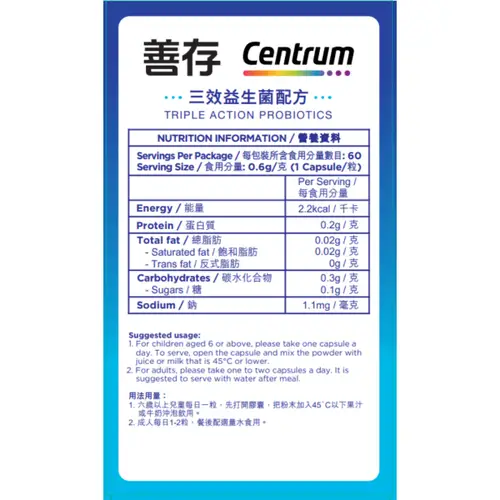 善存 Centrum
··· 三效益生菌配方 ···
TRIPLE ACTION PROBIOTICS
NUTRITION INFORMATION / 營養資料
Servings Per Package / 每包裝所含食用分量數目: 60
Serving Size / 食用分量: 0.6g/克 (1 Capsule/粒)
Per Serving /
每食用分量
Energy / 能量 2.2kcal / 千卡
Protein / 蛋白質 0.2g / 克
Total fat / 總脂肪 0.02g / 克
- Saturated fat / 飽和脂肪 0.02g / 克
- Trans fat / 反式脂肪 0g / 克
Carbohydrates / 碳水化合物 0.3g / 克
- Sugars / 糖 0.1g / 克
Sodium / 鈉 1.1mg / 毫克
Suggested usage:
1. For children aged 6 or above, please take one capsule a
day. To serve, open the capsule and mix the powder with
juice or milk that is 45°C or lower.
2. For adults, please take one to two capsules a day. It is
suggested to serve with water after meal.
用法用量：
1. 六歲以上兒童每日一粒，先打開膠囊，把粉末加入45°C以下果汁
或牛奶沖泡飲用。
2. 成人每日1-2粒，餐後配適量水食用。